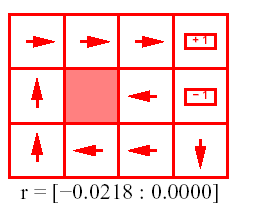 +1
−1
r = [−0.0218 : 0.0000]